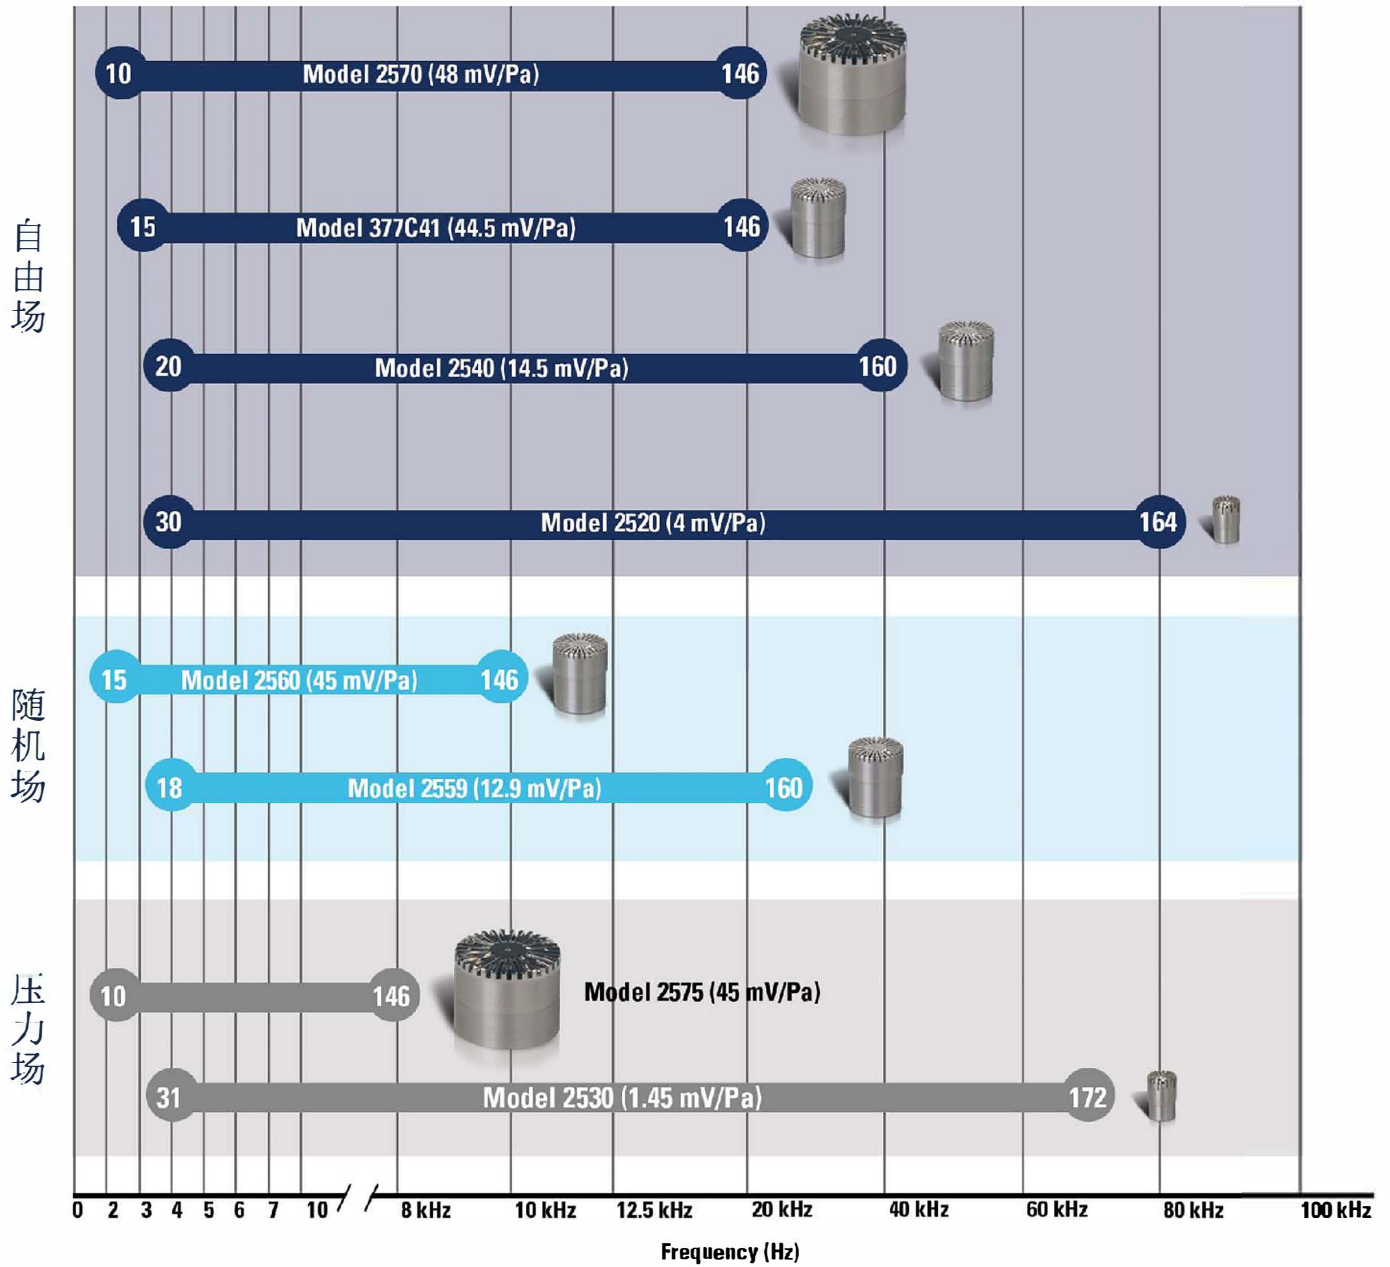 自由场
10 Model 2570 (48 mV/Pa) 146
15 Model 377C41 (44.5 mV/Pa) 146
20 Model 2540 (14.5 mV/Pa) 160
30 Model 2520 (4 mV/Pa) 164
随机场
15 Model 2560 (45 mV/Pa) 146
18 Model 2559 (12.9 mV/Pa) 160
压力场
10 146 Model 2575 (45 mV/Pa)
31 Model 2530 (1.45 mV/Pa) 172
0 2 3 4 5 6 7 10 8 kHz 10 kHz 12.5 kHz 20 kHz 40 kHz 60 kHz 80 kHz 100 kHz
Frequency (Hz)